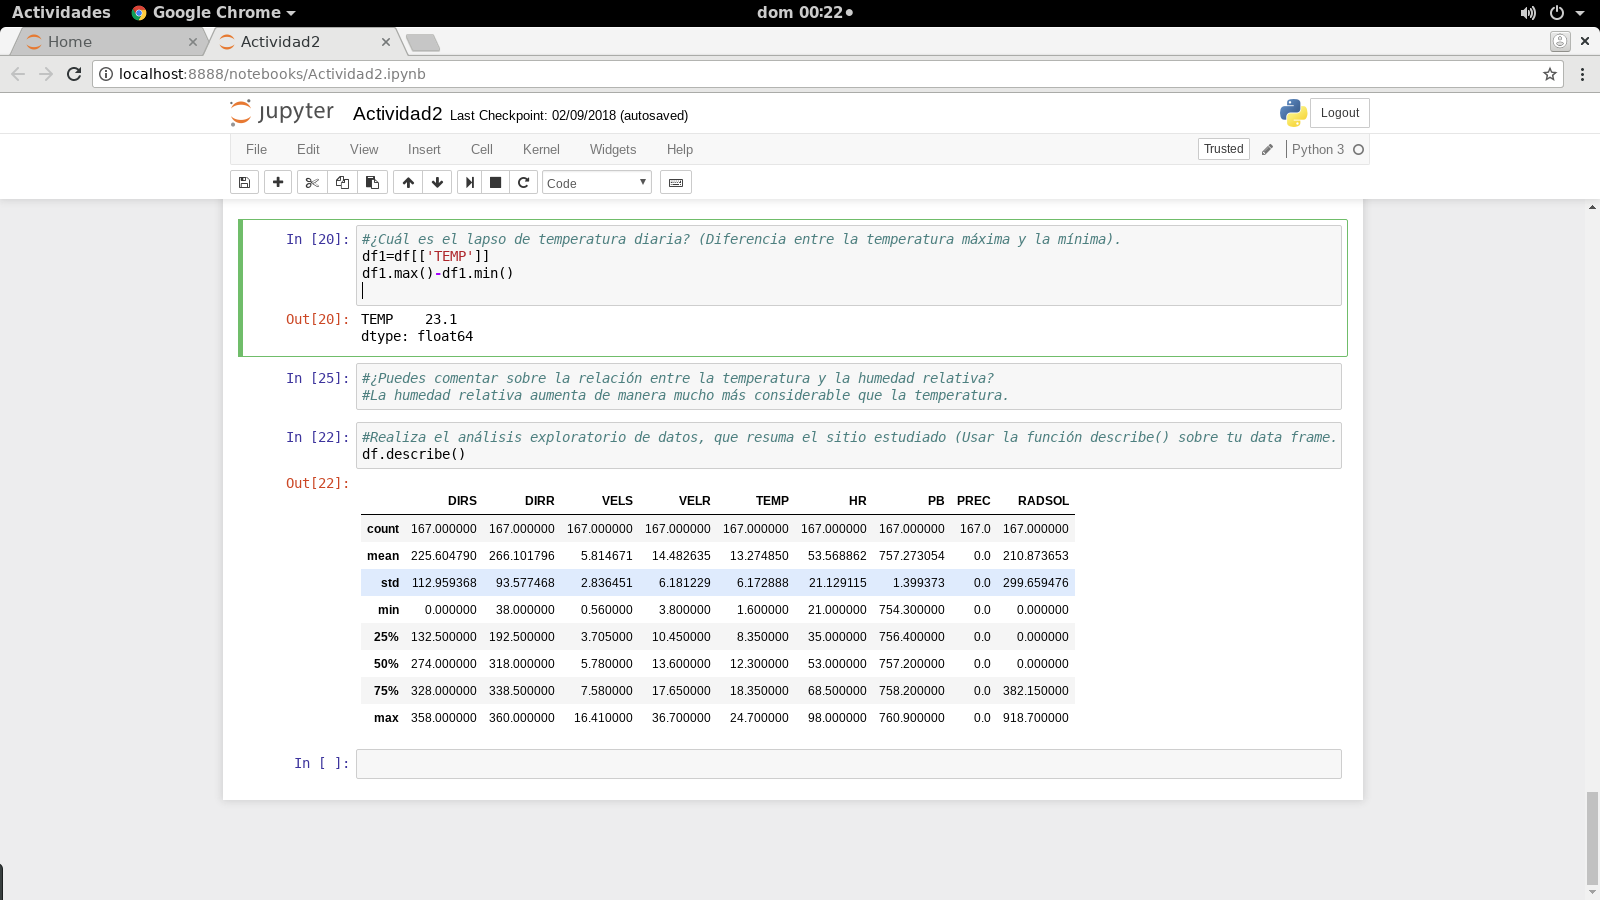 Actividades Google Chrome dom 00:22
Home Actividad2
localhost:8888/notebooks/Actividad2.ipynb
jupyter Actividad2 Last Checkpoint: 02/09/2018 (autosaved) Logout
File Edit View Insert Cell Kernel Widgets Help Trusted Python 3
Code
In [20]: #¿Cuál es el lapso de temperatura diaria? (Diferencia entre la temperatura máxima y la mínima).
df1=df[['TEMP']]
df1.max()-df1.min()
Out[20]: TEMP 23.1
dtype: float64
In [25]: #¿Puedes comentar sobre la relación entre la temperatura y la humedad relativa?
#La humedad relativa aumenta de manera mucho más considerable que la temperatura.
In [22]: #Realiza el análisis exploratorio de datos, que resuma el sitio estudiado (Usar la función describe() sobre tu data frame.
df.describe()
Out[22]:
DIRS DIRR VELS VELR TEMP HR PB PREC RADSOL
count 167.000000 167.000000 167.000000 167.000000 167.000000 167.000000 167.000000 167.0 167.000000
mean 225.604790 266.101796 5.814671 14.482635 13.274850 53.568862 757.273054 0.0 210.873653
std 112.959368 93.577468 2.836451 6.181229 6.172888 21.129115 1.399373 0.0 299.659476
min 0.000000 38.000000 0.560000 3.800000 1.600000 21.000000 754.300000 0.0 0.000000
25% 132.500000 192.500000 3.705000 10.450000 8.350000 35.000000 756.400000 0.0 0.000000
50% 274.000000 318.000000 5.780000 13.600000 12.300000 53.000000 757.200000 0.0 0.000000
75% 328.000000 338.500000 7.580000 17.650000 18.350000 68.500000 758.200000 0.0 382.150000
max 358.000000 360.000000 16.410000 36.700000 24.700000 98.000000 760.900000 0.0 918.700000
In [ ]: